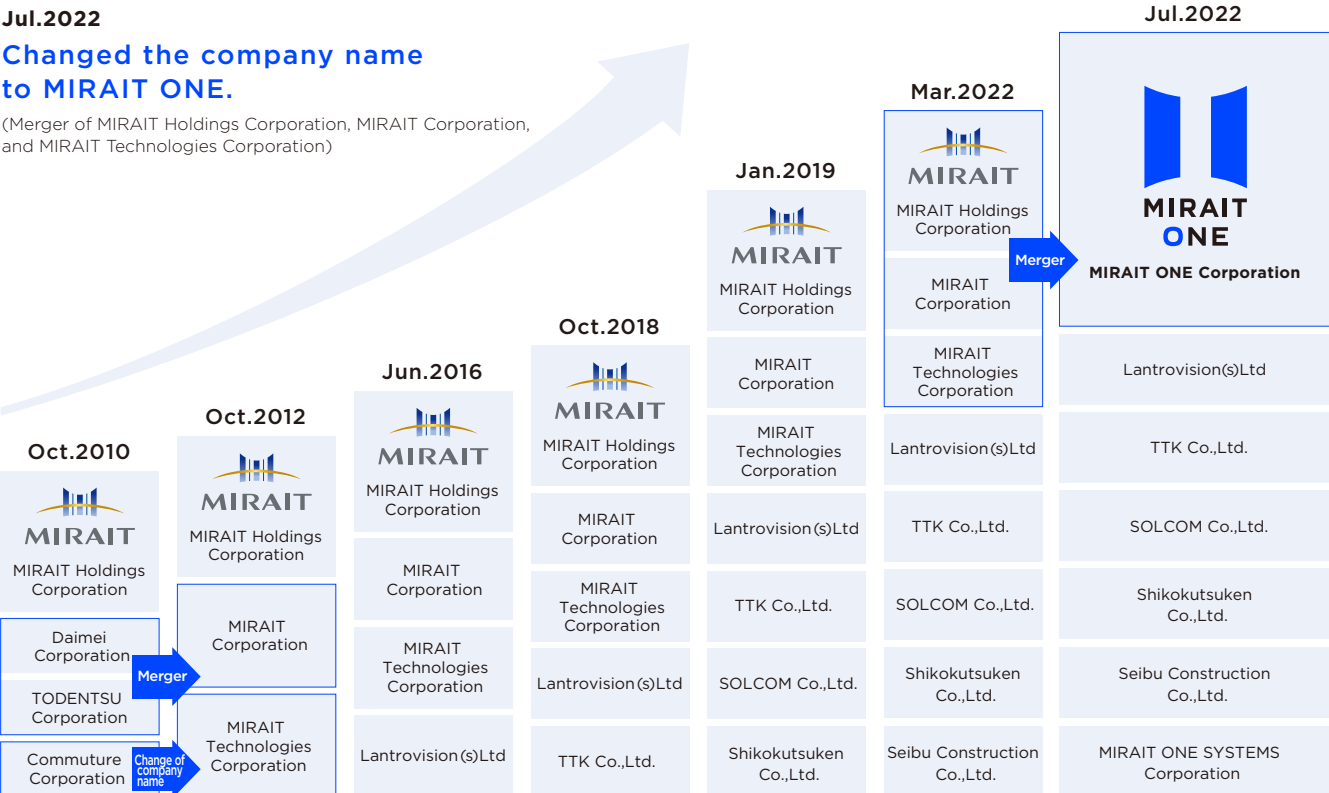 Jul.2022
Changed the company name
to MIRAIT ONE.
(Merger of MIRAIT Holdings Corporation, MIRAIT Corporation,
and MIRAIT Technologies Corporation)
Oct.2010
MIRAIT
MIRAIT Holdings
Corporation
Daimei
Corporation
TODENTSU
Corporation
Merger
Commuture
Corporation
Change of
company
name
Oct.2012
MIRAIT
MIRAIT Holdings
Corporation
MIRAIT
Corporation
MIRAIT
Technologies
Corporation
Jun.2016
MIRAIT
MIRAIT Holdings
Corporation
MIRAIT
Corporation
MIRAIT
Technologies
Corporation
Lantrovision(s)Ltd
Oct.2018
MIRAIT
MIRAIT Holdings
Corporation
MIRAIT
Corporation
MIRAIT
Technologies
Corporation
Lantrovision(s)Ltd
TTK Co.,Ltd.
Jan.2019
MIRAIT
MIRAIT Holdings
Corporation
MIRAIT
Corporation
MIRAIT
Technologies
Corporation
Lantrovision(s)Ltd
TTK Co.,Ltd.
SOLCOM Co.,Ltd.
Shikokutsuken
Co.,Ltd.
Mar.2022
MIRAIT
MIRAIT Holdings
Corporation
MIRAIT
Corporation
MIRAIT
Technologies
Corporation
Merger
Lantrovision(s)Ltd
TTK Co.,Ltd.
SOLCOM Co.,Ltd.
Shikokutsuken
Co.,Ltd.
Seibu Construction
Co.,Ltd.
Jul.2022
MIRAIT
ONE
MIRAIT ONE Corporation
Lantrovision(s)Ltd
TTK Co.,Ltd.
SOLCOM Co.,Ltd.
Shikokutsuken
Co.,Ltd.
Seibu Construction
Co.,Ltd.
MIRAIT ONE SYSTEMS
Corporation